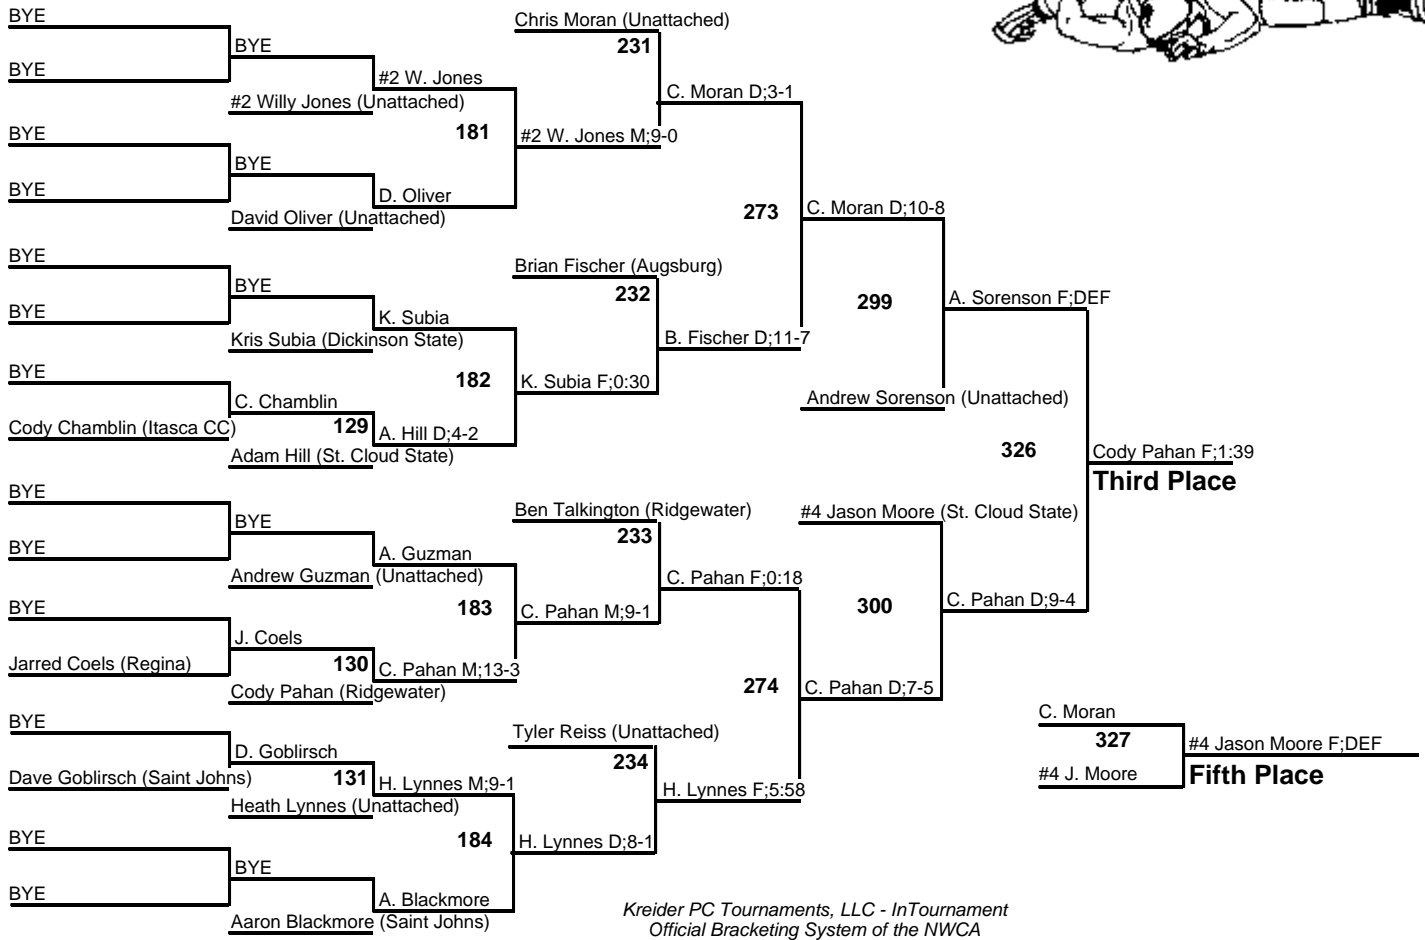 BYE
BYE
BYE
#2 Willy Jones (Unattached)
#2 W. Jones
BYE
BYE
BYE
David Oliver (Unattached)
D. Oliver
181
#2 W. Jones M;9-0
Chris Moran (Unattached)
231
C. Moran D;3-1
BYE
BYE
BYE
Kris Subia (Dickinson State)
K. Subia
BYE
Cody Chamblin (Itasca CC)
C. Chamblin
129
Adam Hill (St. Cloud State)
A. Hill D;4-2
182
K. Subia F;0:30
Brian Fischer (Augsburg)
232
B. Fischer D;11-7
273
C. Moran D;10-8
299
Andrew Sorenson (Unattached)
A. Sorenson F;DEF
BYE
BYE
BYE
Andrew Guzman (Unattached)
A. Guzman
BYE
Jarred Coels (Regina)
J. Coels
130
Cody Pahan (Ridgewater)
C. Pahan M;13-3
183
C. Pahan M;9-1
Ben Talkington (Ridgewater)
233
C. Pahan F;0:18
BYE
Dave Goblirsch (Saint Johns)
D. Goblirsch
131
Heath Lynnes (Unattached)
H. Lynnes M;9-1
BYE
BYE
BYE
Aaron Blackmore (Saint Johns)
A. Blackmore
184
H. Lynnes D;8-1
Tyler Reiss (Unattached)
234
H. Lynnes F;5:58
274
C. Pahan D;7-5
#4 Jason Moore (St. Cloud State)
300
C. Pahan D;9-4
326
Cody Pahan F;1:39
Third Place
C. Moran
327
#4 J. Moore
#4 Jason Moore F;DEF
Fifth Place
Kreider PC Tournaments, LLC - InTournament
Official Bracketing System of the NWCA